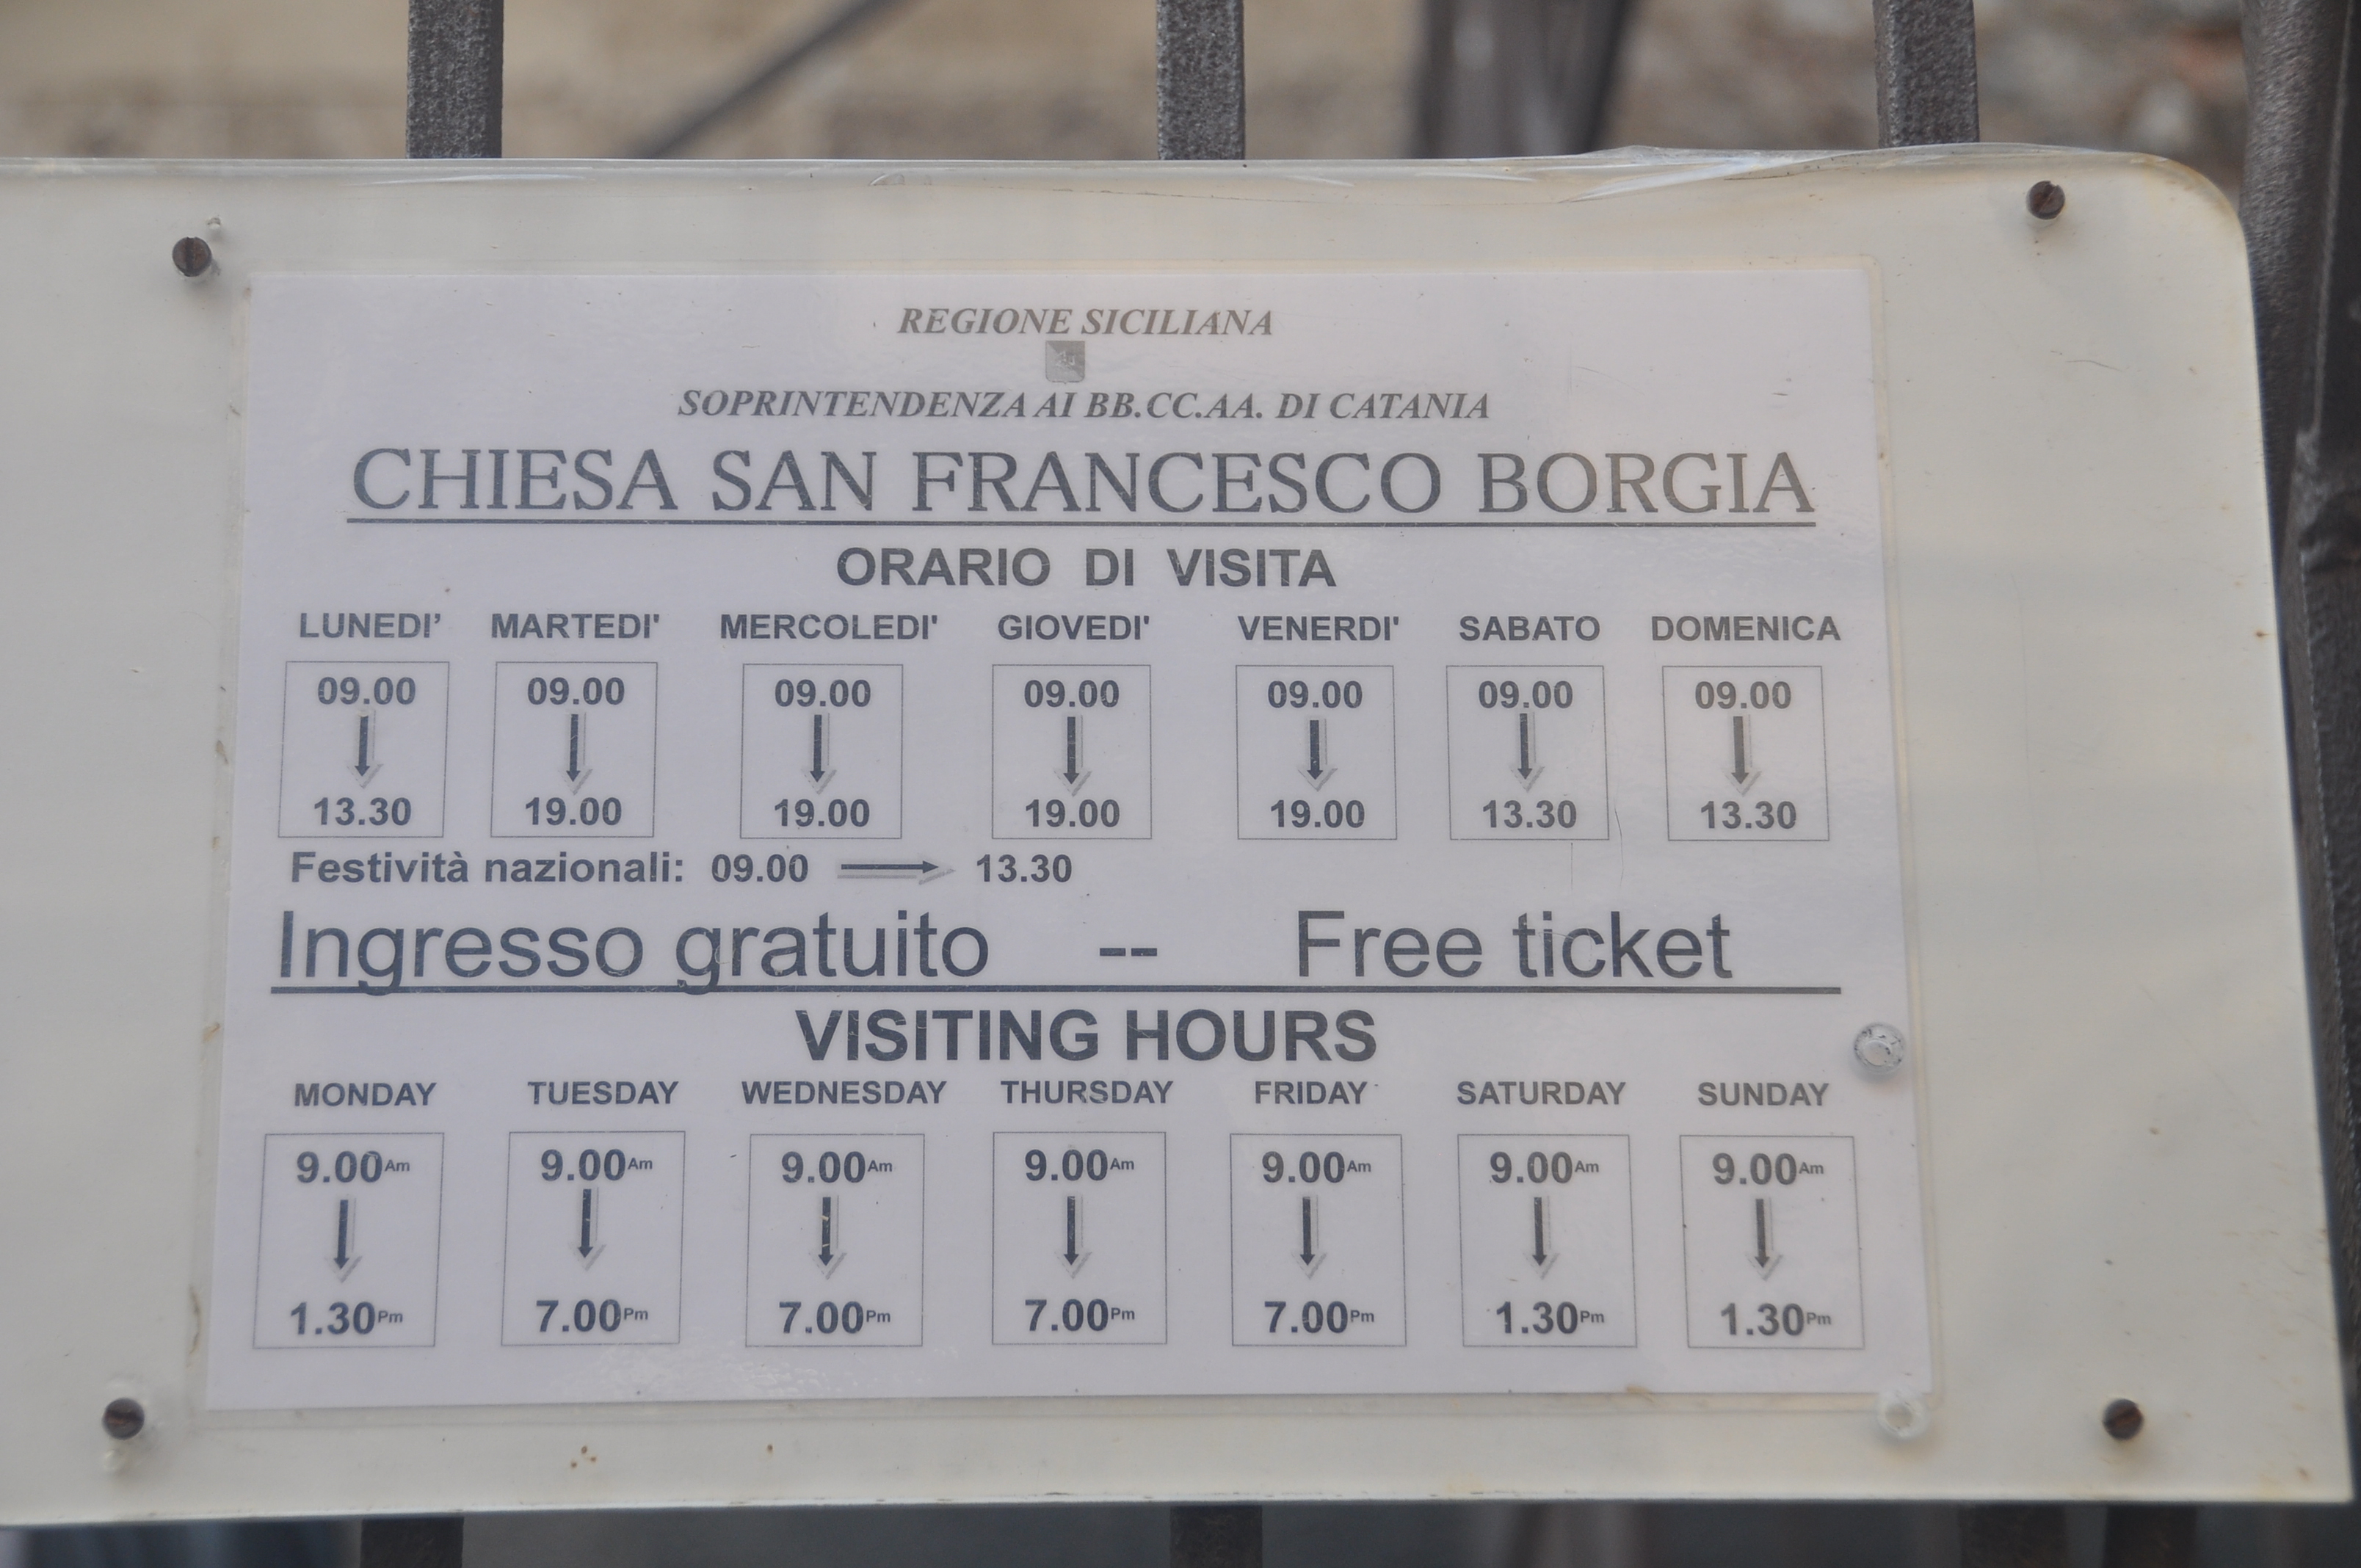 REGIONE SICILIANA
SOPRINTENDENZA AI BB.CC.AA. DI CATANIA
CHIESA SAN FRANCESCO BORGIA
ORARIO DI VISITA
LUNEDI’ MARTEDI' MERCOLEDI' GIOVEDI' VENERDI' SABATO DOMENICA
09.00 09.00 09.00 09.00 09.00 09.00 09.00
13.30 19.00 19.00 19.00 19.00 13.30 13.30
Festività nazionali: 09.00 13.30
Ingresso gratuito -- Free ticket
VISITING HOURS
MONDAY TUESDAY WEDNESDAY THURSDAY FRIDAY SATURDAY SUNDAY
9.00Am 9.00Am 9.00Am 9.00Am 9.00Am 9.00Am 9.00Am
1.30Pm 7.00Pm 7.00Pm 7.00Pm 7.00Pm 1.30Pm 1.30Pm